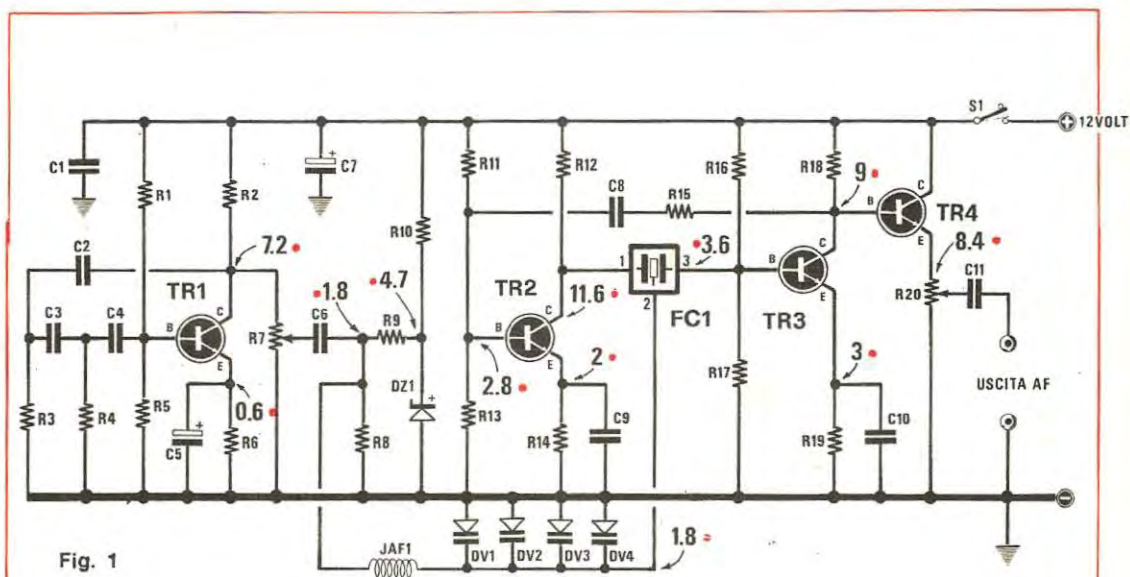 S1
12VOLT
C1
C7
R1
R2
R10
R11
R12
C8
R15
R16
R18
9
TR4
B
C
E
8.4
C2
7.2
TR1
4.7
1.8
C6
R9
C3
C4
B
C
E
R7
TR2
B
C
E
11.6
1
3
2
3.6
FC1
TR3
B
C
E
R20
C11
DZ1
2.8
2
R17
3
USCITA AF
R3
R4
R5
0.6
C5
R6
R8
R13
R14
C9
R19
C10
Fig. 1
JAF1
DV1
DV2
DV3
DV4
1.8